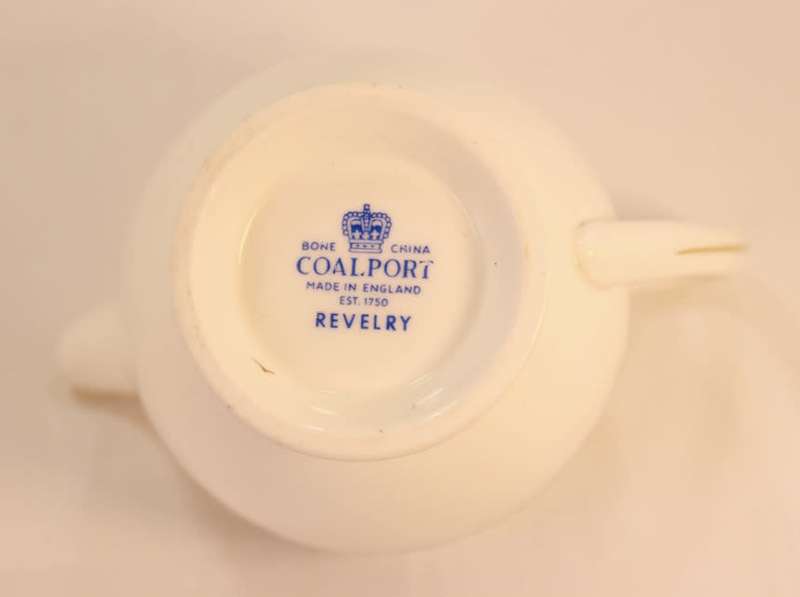 BONE CHINA
COALPORT
MADE IN ENGLAND
EST. 1750
REVELRY